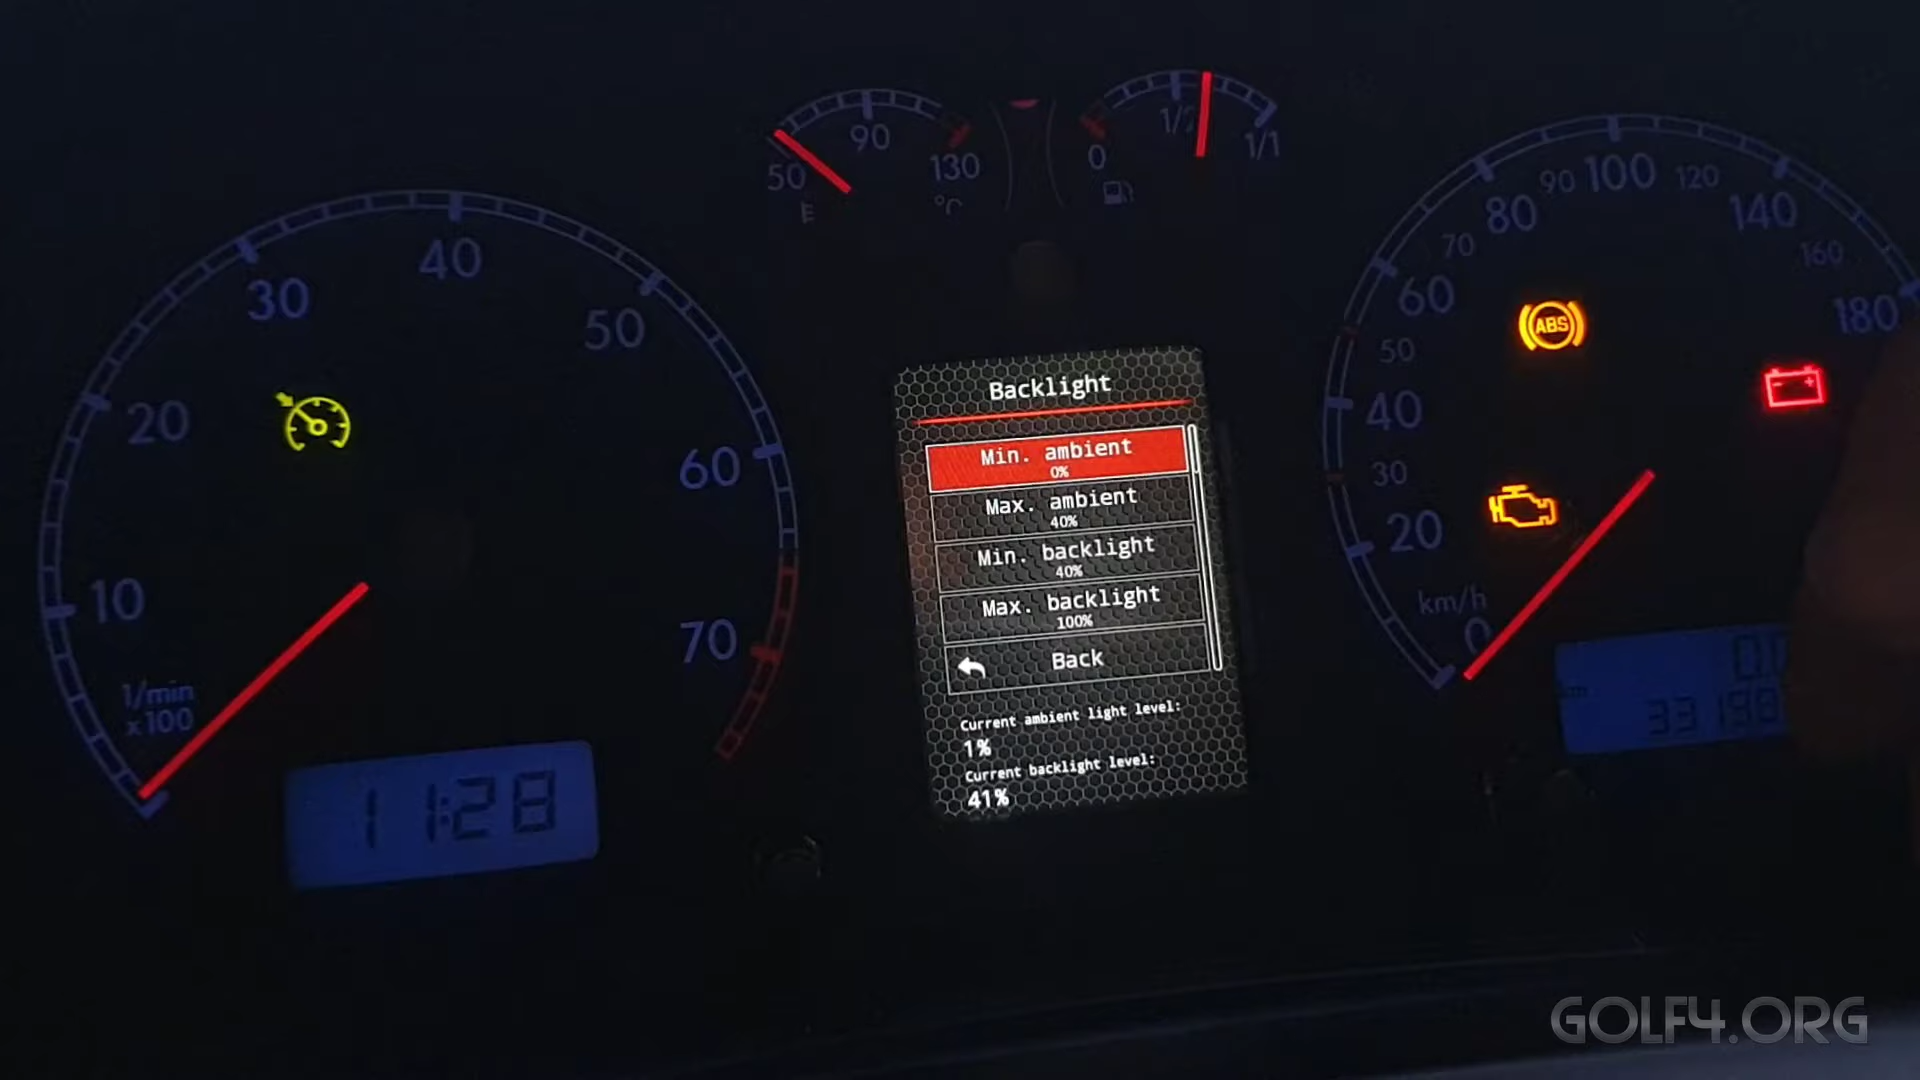 10
20
30
40
50
60
70
1/min
x100
11:28
50
90
130
°C
0
1/2
1/1
Backlight
Min. ambient
0%
Max. ambient
40%
Min. backlight
40%
Max. backlight
100%
Back
Current ambient light level:
1%
Current backlight level:
41%
0
20
30
40
50
60
70
80
90
100
120
140
160
180
km/h
ABS
GOLF4.ORG